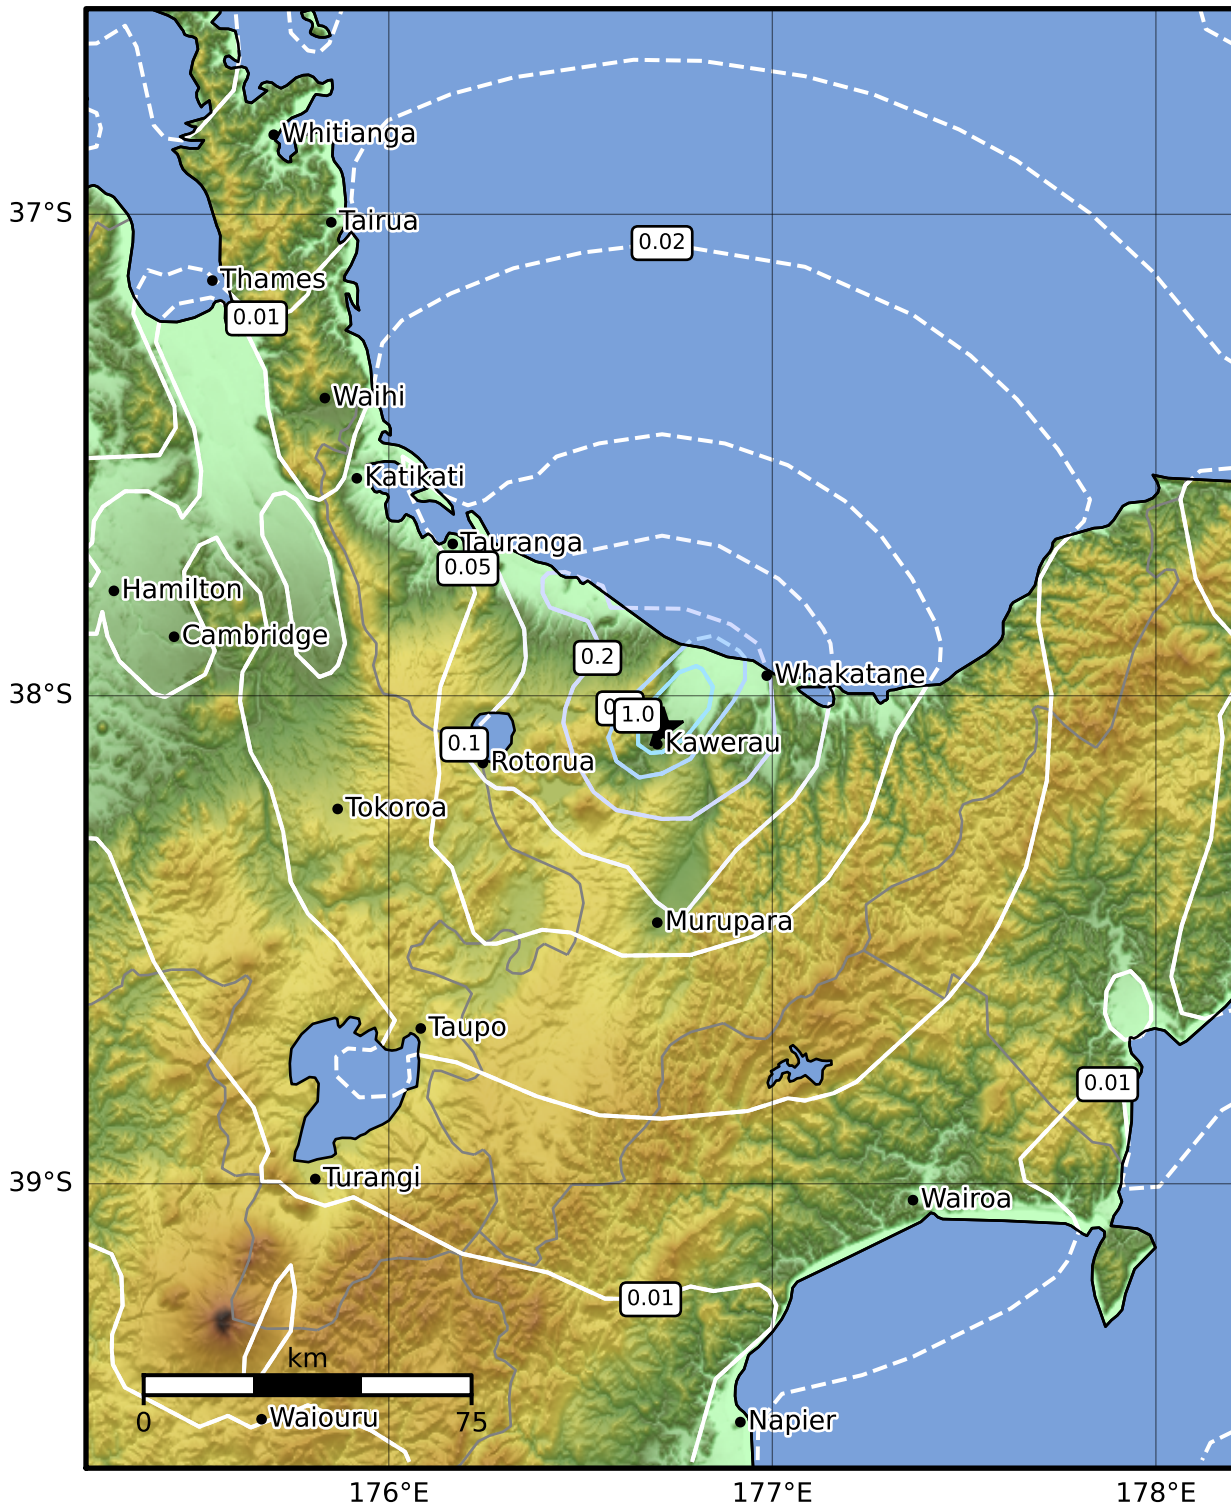 Whitianga
37°S
Tairua
0.02
Thames
0.01
Waihi
Katikati
Tauranga
0.05
Hamilton
Cambridge
0.2
Whakatane
38°S
1.0
0.1
Kawerau
Rotorua
Tokoroa
Murupara
Taupo
0.01
39°S
Turangi
Wairoa
0.01
km
0
75
Waiouru
Napier
176°E
177°E
178°E